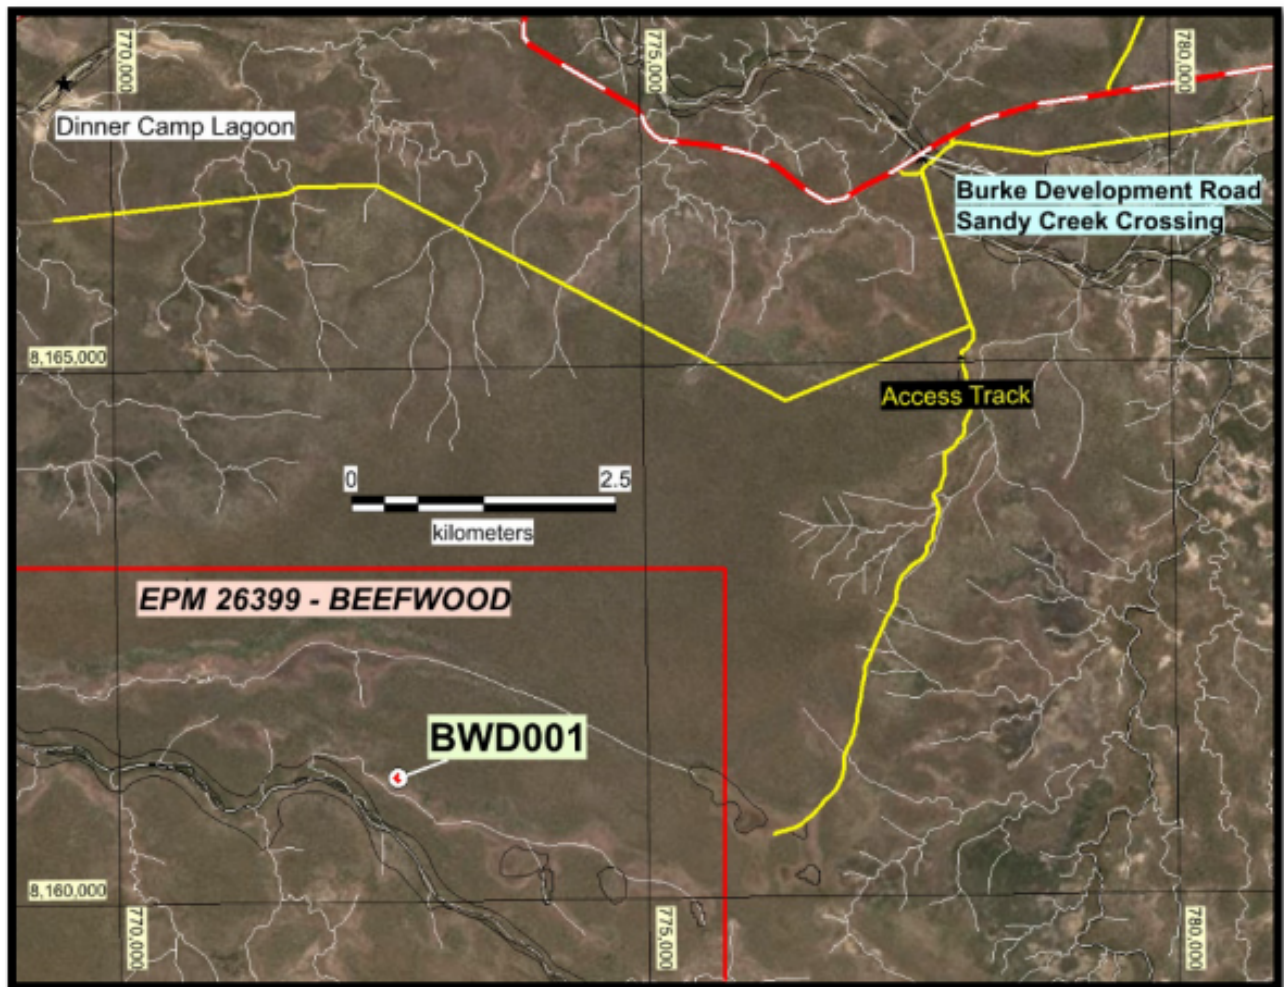 770,000
775,000
780,000
Dinner Camp Lagoon
Burke Development Road
Sandy Creek Crossing
8,165,000
Access Track
0 2.5
kilometers
EPM 26399 - BEEFWOOD
BWD001
8,160,000
770,000
775,000
780,000